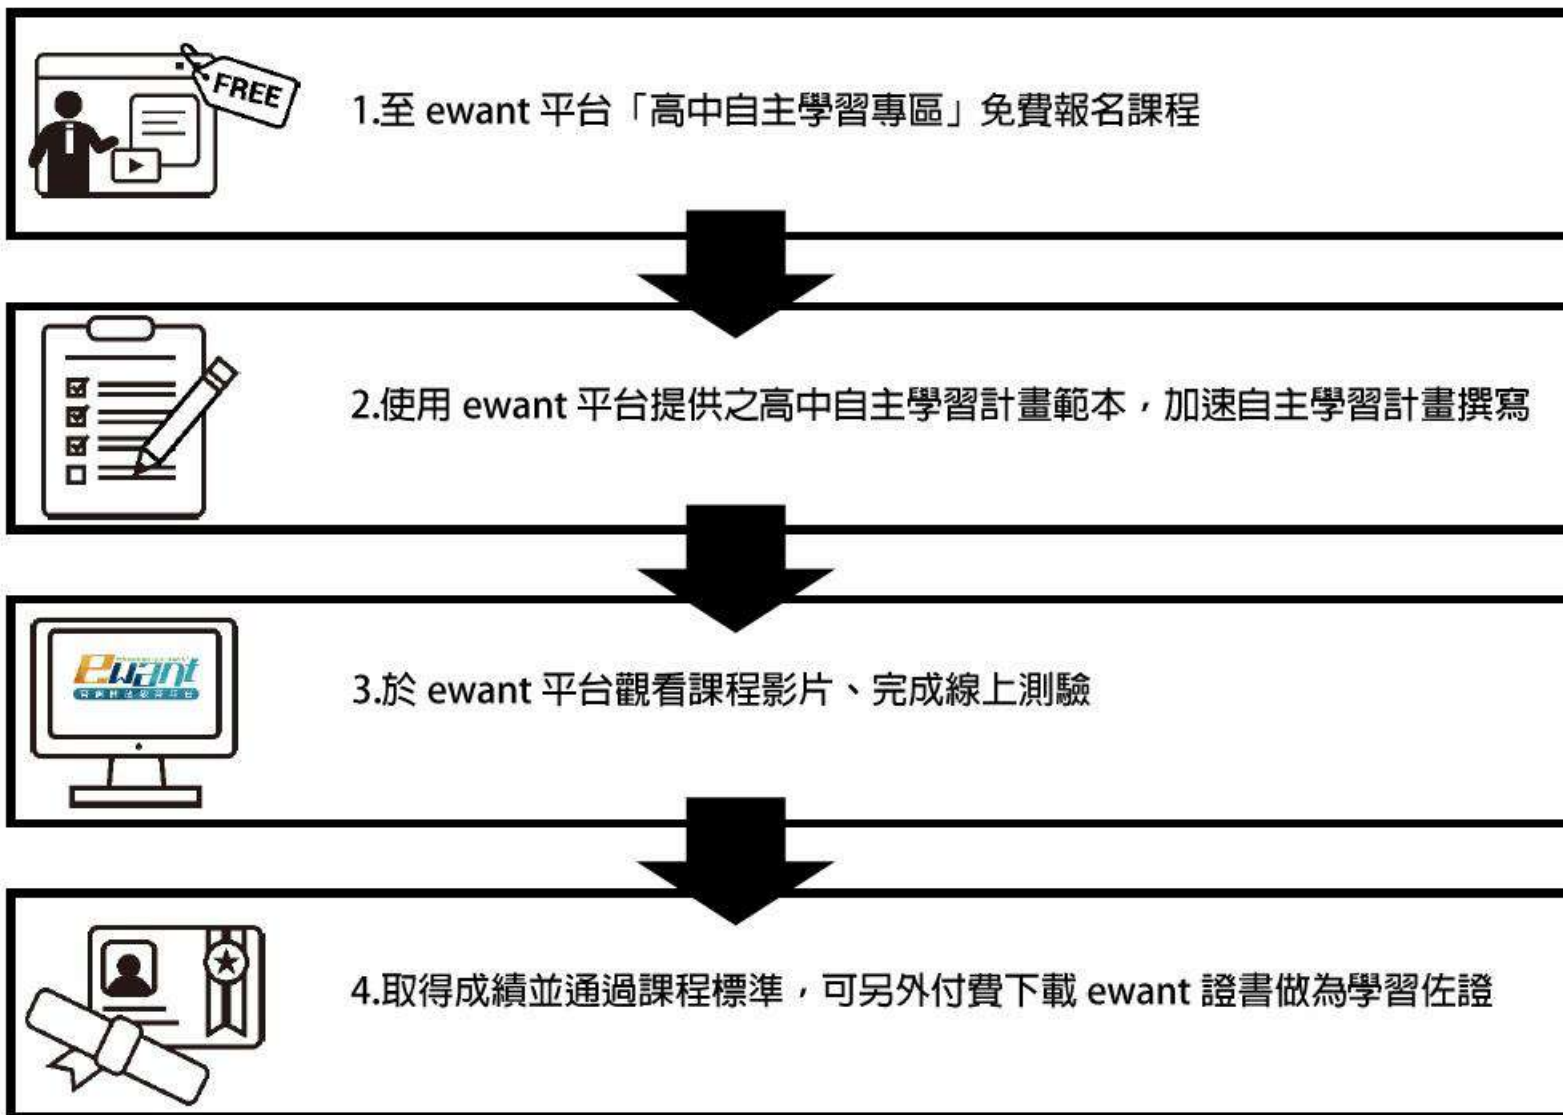 FREE
1.至 ewant 平台「高中自主學習專區」免費報名課程
2.使用 ewant 平台提供之高中自主學習計畫範本，加速自主學習計畫撰寫
ewant
3.於 ewant 平台觀看課程影片、完成線上測驗
4.取得成績並通過課程標準，可另外付費下載 ewant 證書做為學習佐證